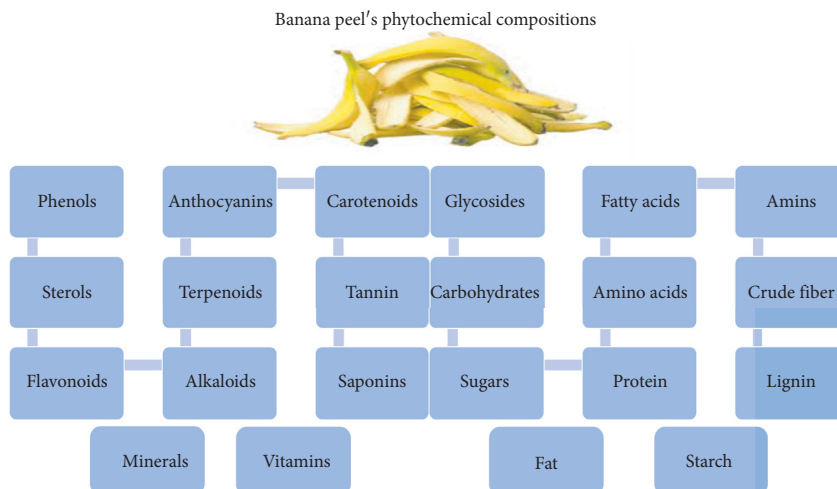 Banana peel′s phytochemical compositions
Phenols
Anthocyanins
Carotenoids
Glycosides
Fatty acids
Amins
Sterols
Terpenoids
Tannin
Carbohydrates
Amino acids
Crude fiber
Flavonoids
Alkaloids
Saponins
Sugars
Protein
Lignin
Minerals
Vitamins
Fat
Starch